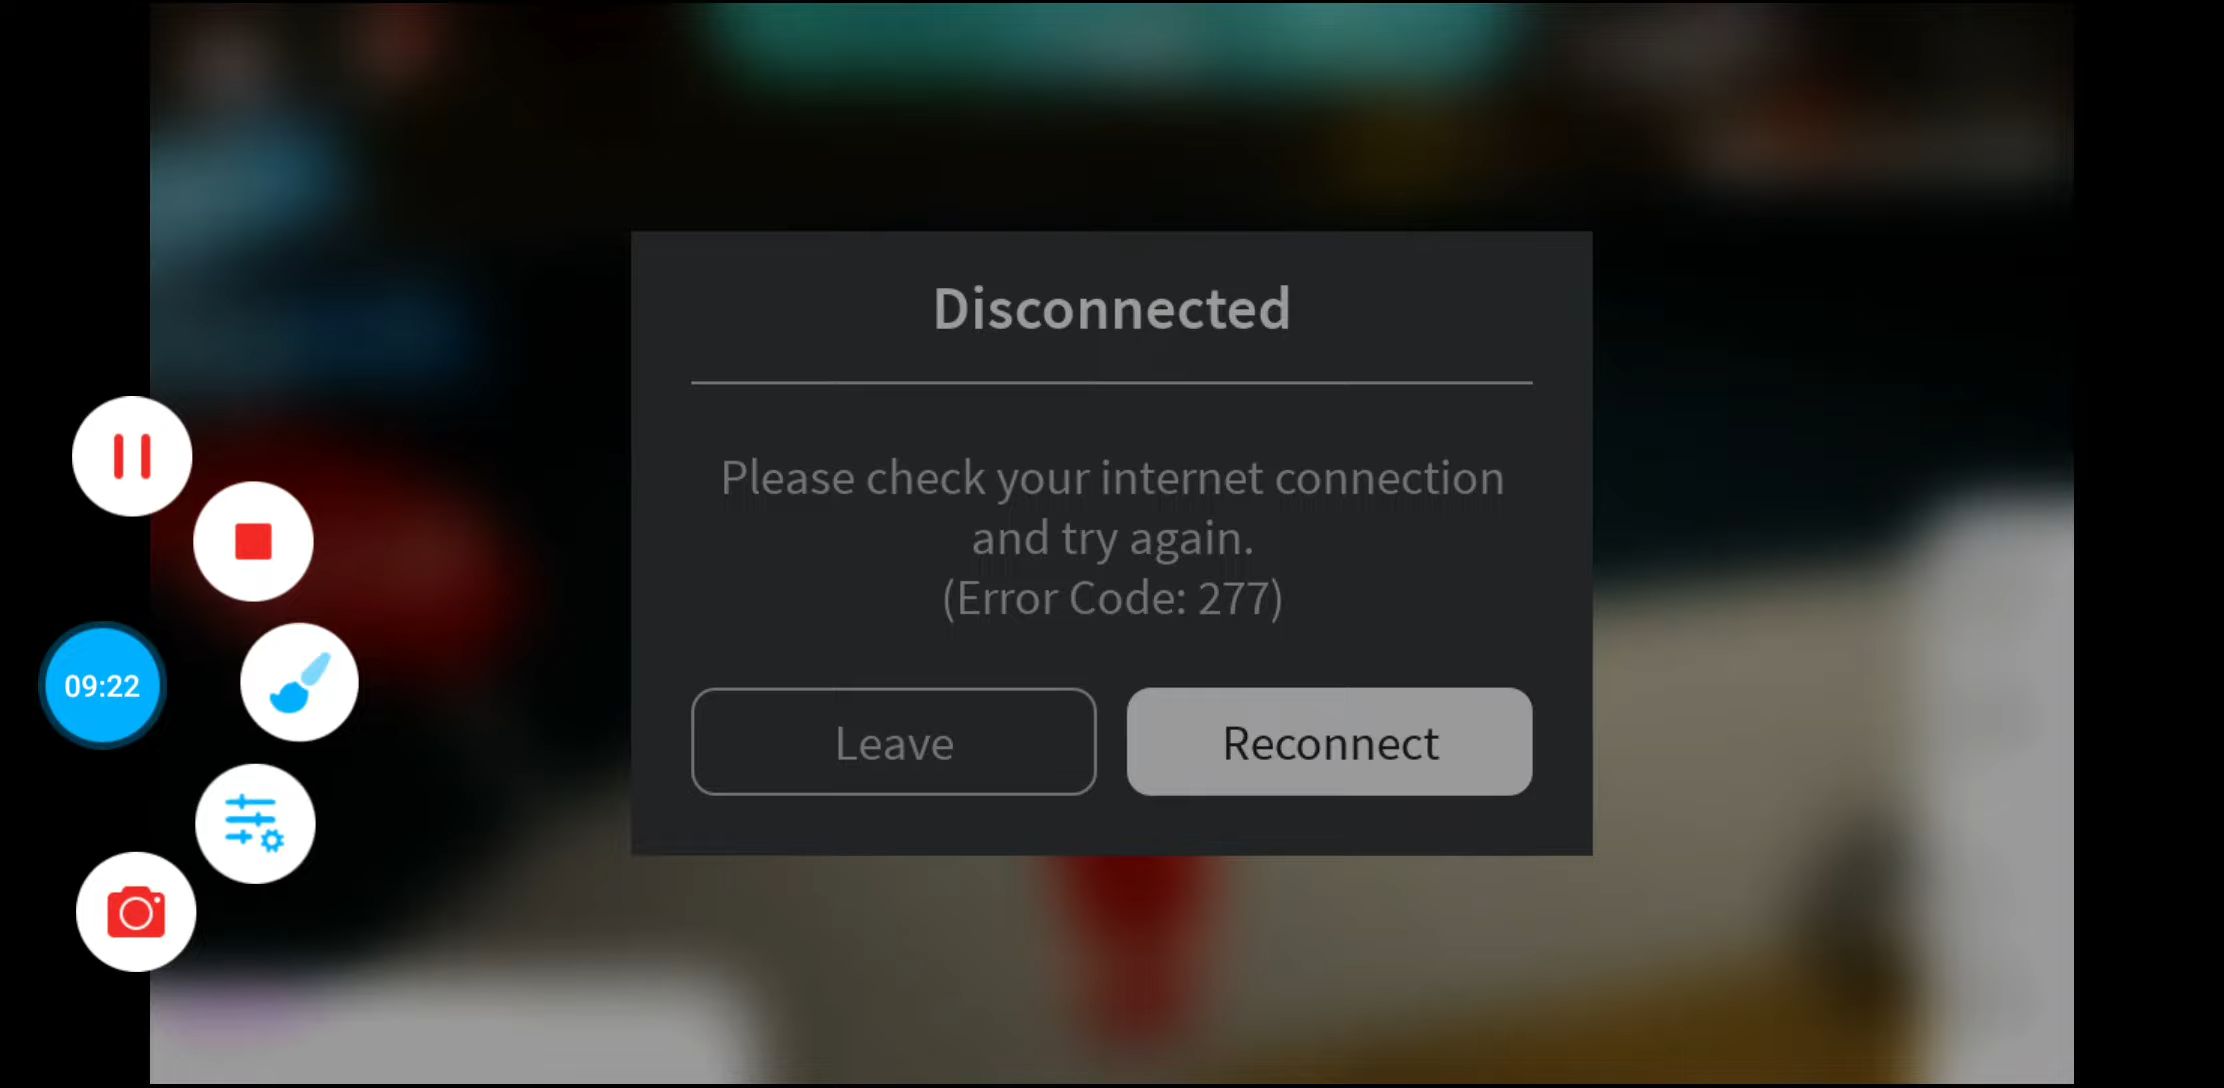 Disconnected
Please check your internet connection
and try again.
(Error Code: 277)
Leave
Reconnect
09:22